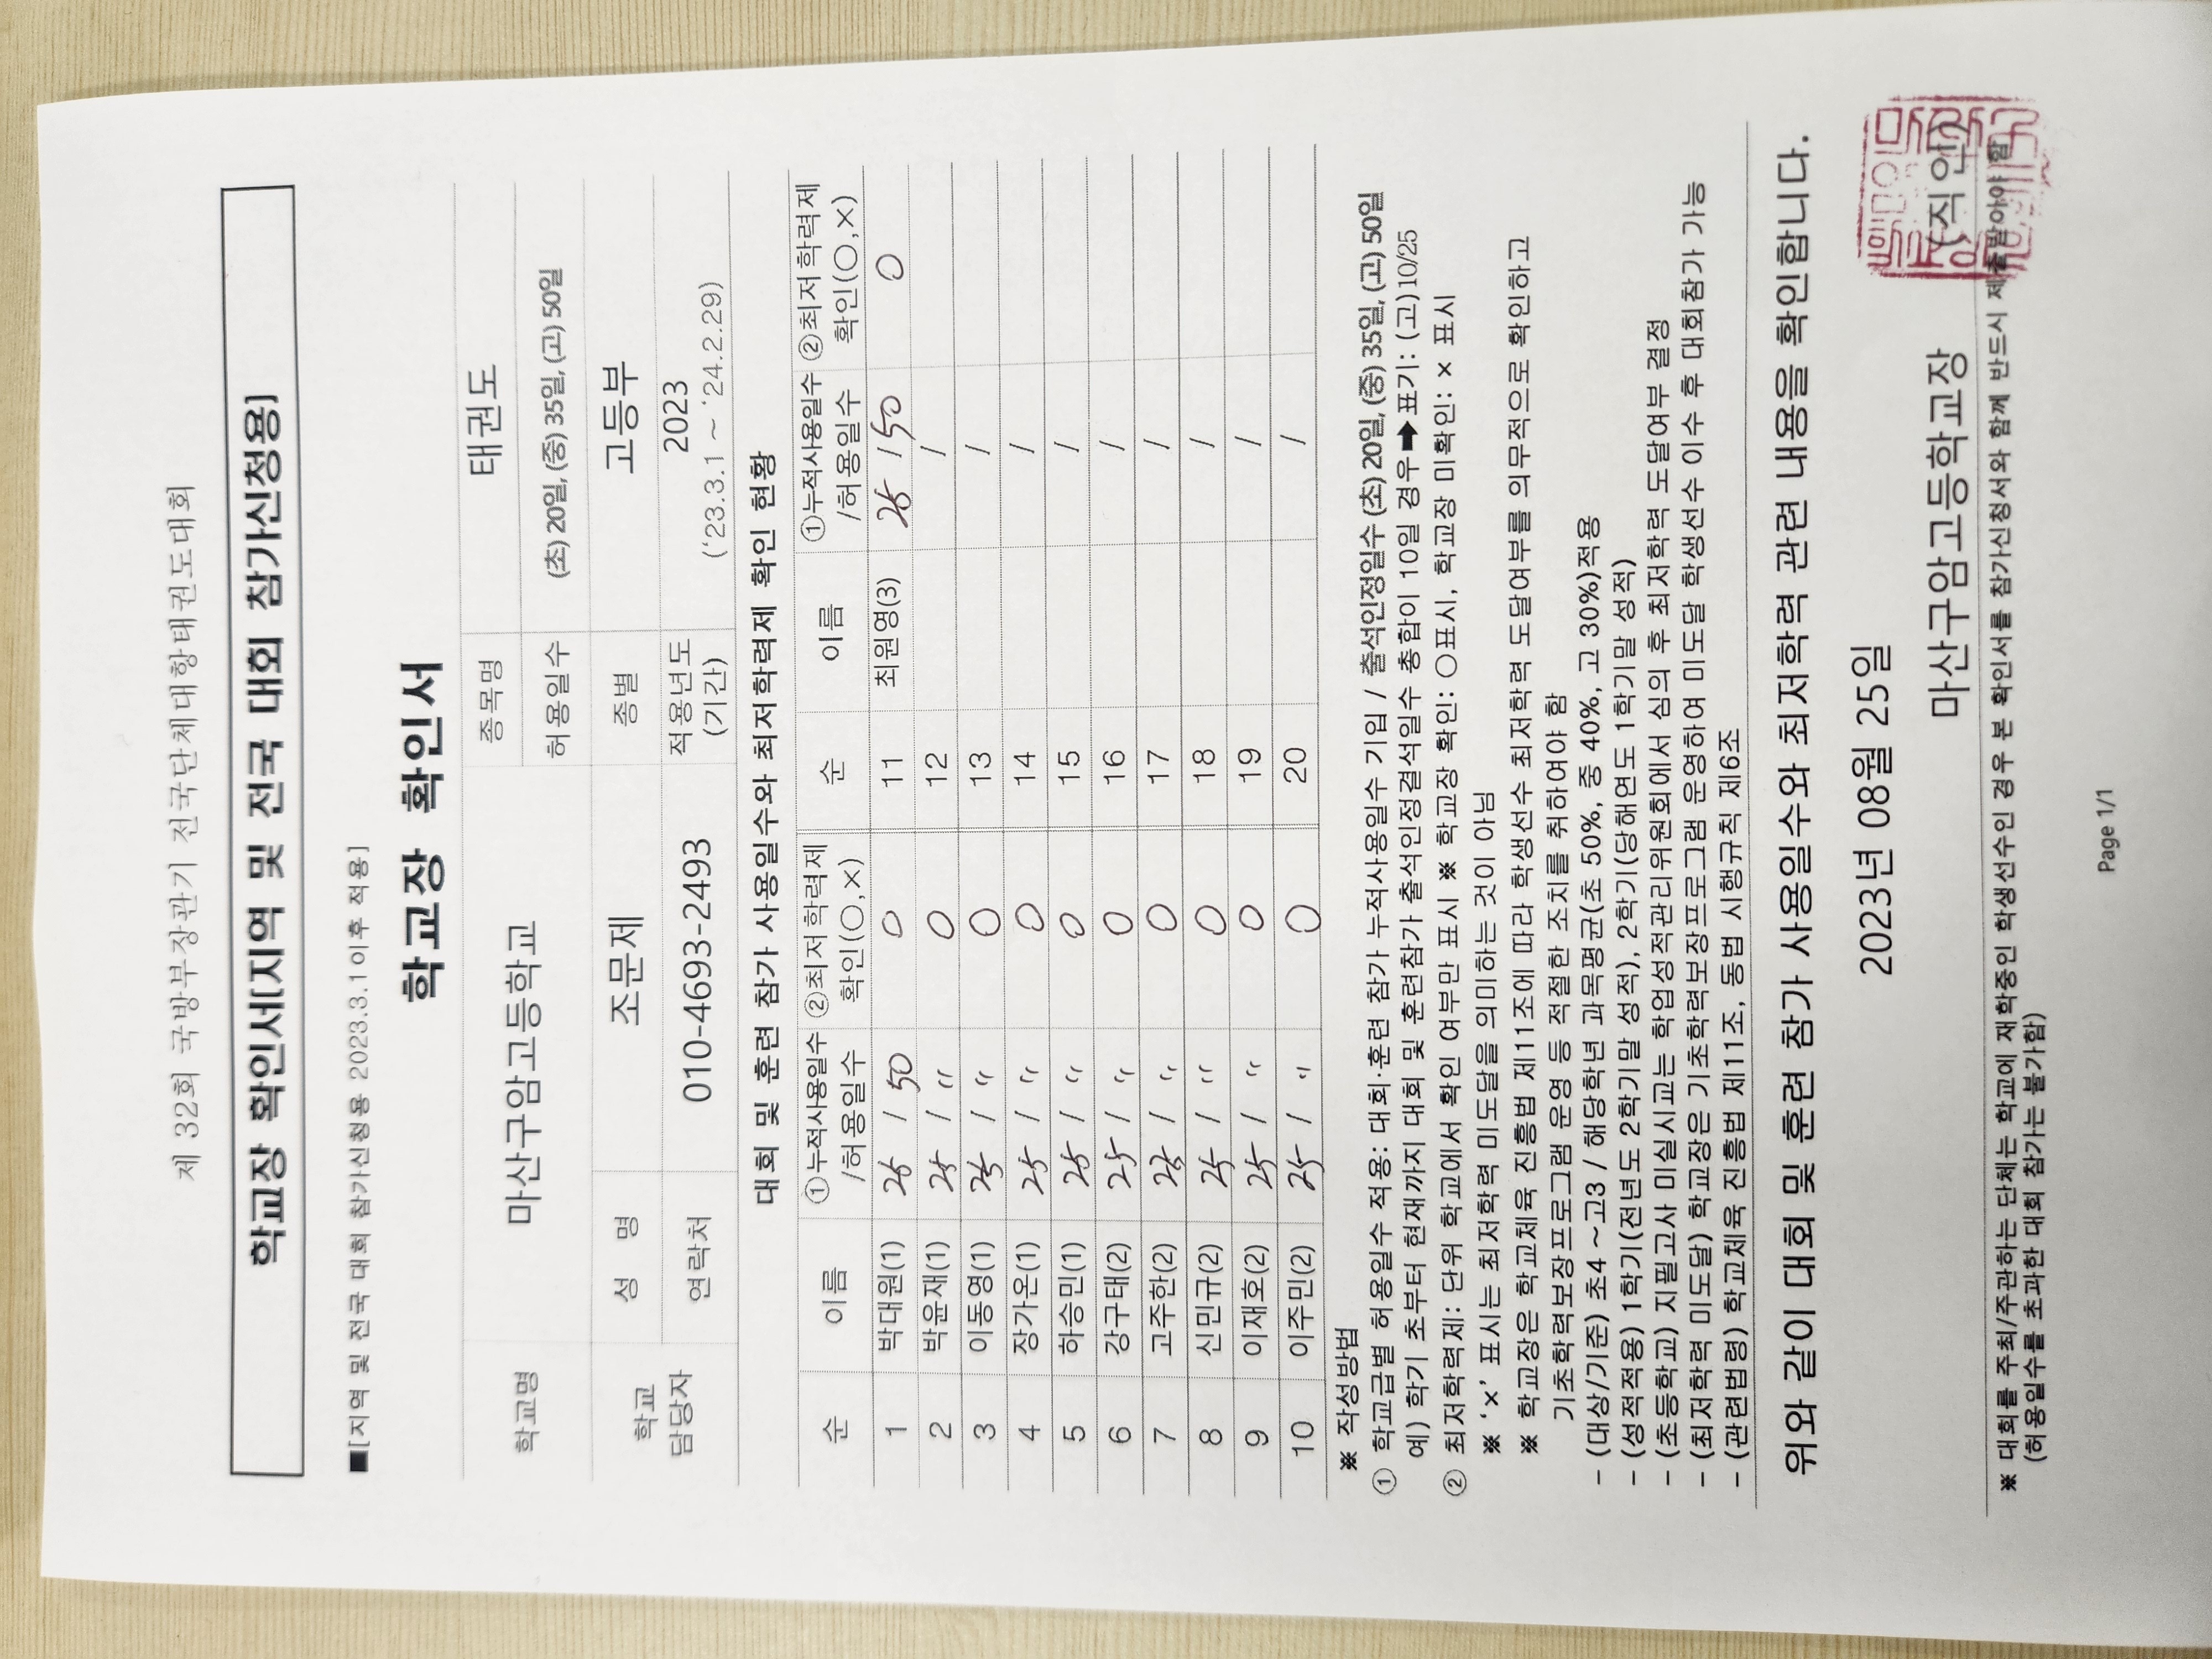 제 32회 국방부장관기 전국단체대항태권도대회
학교장 확인서(지역 및 전국 대회 참가신청용)
■[지역 및 전국 대회 참가신청용 2023.3.1이후 적용]
학교장 확인서
학교명 마산구암고등학교 종목명 태권도
허용일수 (초) 20일, (중) 35일, (고) 50일
학교 담당자 성 명 조문제 종별 고등부
연락처 010-4693-2493 적용년도 (기간) 2023 ('23.3.1 ~ '24.2.29)
대회 및 훈련 참가 사용일수와 최저학력제 확인 현황
순 이름 ①누적사용일수 /허용일수 ②최저학력제 확인(○,×) 순 이름 ①누적사용일수 /허용일수 ②최저학력제 확인(○,×)
1 박대원(1) 25 / 50 ○ 11 최원영(3) 25 / 50 ○
2 박윤재(1) 25 / 〃 ○ 12 /
3 이동영(1) 25 / 〃 ○ 13 /
4 장가온(1) 25 / 〃 ○ 14 /
5 하승민(1) 25 / 〃 ○ 15 /
6 강구태(2) 25 / 〃 ○ 16 /
7 고주한(2) 25 / 〃 ○ 17 /
8 신민규(2) 25 / 〃 ○ 18 /
9 이재호(2) 25 / 〃 ○ 19 /
10 이주민(2) 25 / 〃 ○ 20 /
※ 작성방법
① 학교급별 허용일수 적용: 대회·훈련 참가 누적사용일수 기입 / 출석인정일수 (초) 20일, (중) 35일, (고) 50일
예) 학기 초부터 현재까지 대회 및 훈련참가 출석인정결석일수 총합이 10일 경우➡표기: (고)10/25
② 최저학력제: 단위 학교에서 확인 여부만 표시 ※ 학교장 확인: ○표시, 학교장 미확인: × 표시
※ '×' 표시는 최저학력 미도달을 의미하는 것이 아님
※ 학교장은 학교체육 진흥법 제11조에 따라 학생선수 최저학력 도달여부를 의무적으로 확인하고
기초학력보장프로그램 운영 등 적절한 조치를 취하여야 함
- (대상/기준) 초4 ~고3 / 해당학년 과목평균(초 50%, 중 40%, 고 30%)적용
- (성적적용) 1학기(전년도 2학기말 성적), 2학기(당해연도 1학기말 성적)
- (초등학교) 지필고사 미실시교는 학업성적관리위원회에서 심의 후 최저학력 도달여부 결정
- (최저학력 미도달) 학교장은 기초학력보장프로그램 운영하여 미도달 학생선수 이수 후 대회참가 가능
- (관련법령) 학교체육 진흥법 제11조, 동법 시행규칙 제6조
위와 같이 대회 및 훈련 참가 사용일수와 최저학력 관련 내용을 확인합니다.
2023년 08월 25일
마산구암고등학교장 (직인)
※ 대회를 주최/주관하는 단체는 학교에 재학중인 학생선수인 경우 본 확인서를 참가신청서와 함께 반드시 제출받아야 함
(허용일수를 초과한 대회 참가는 불가함)
Page 1/1